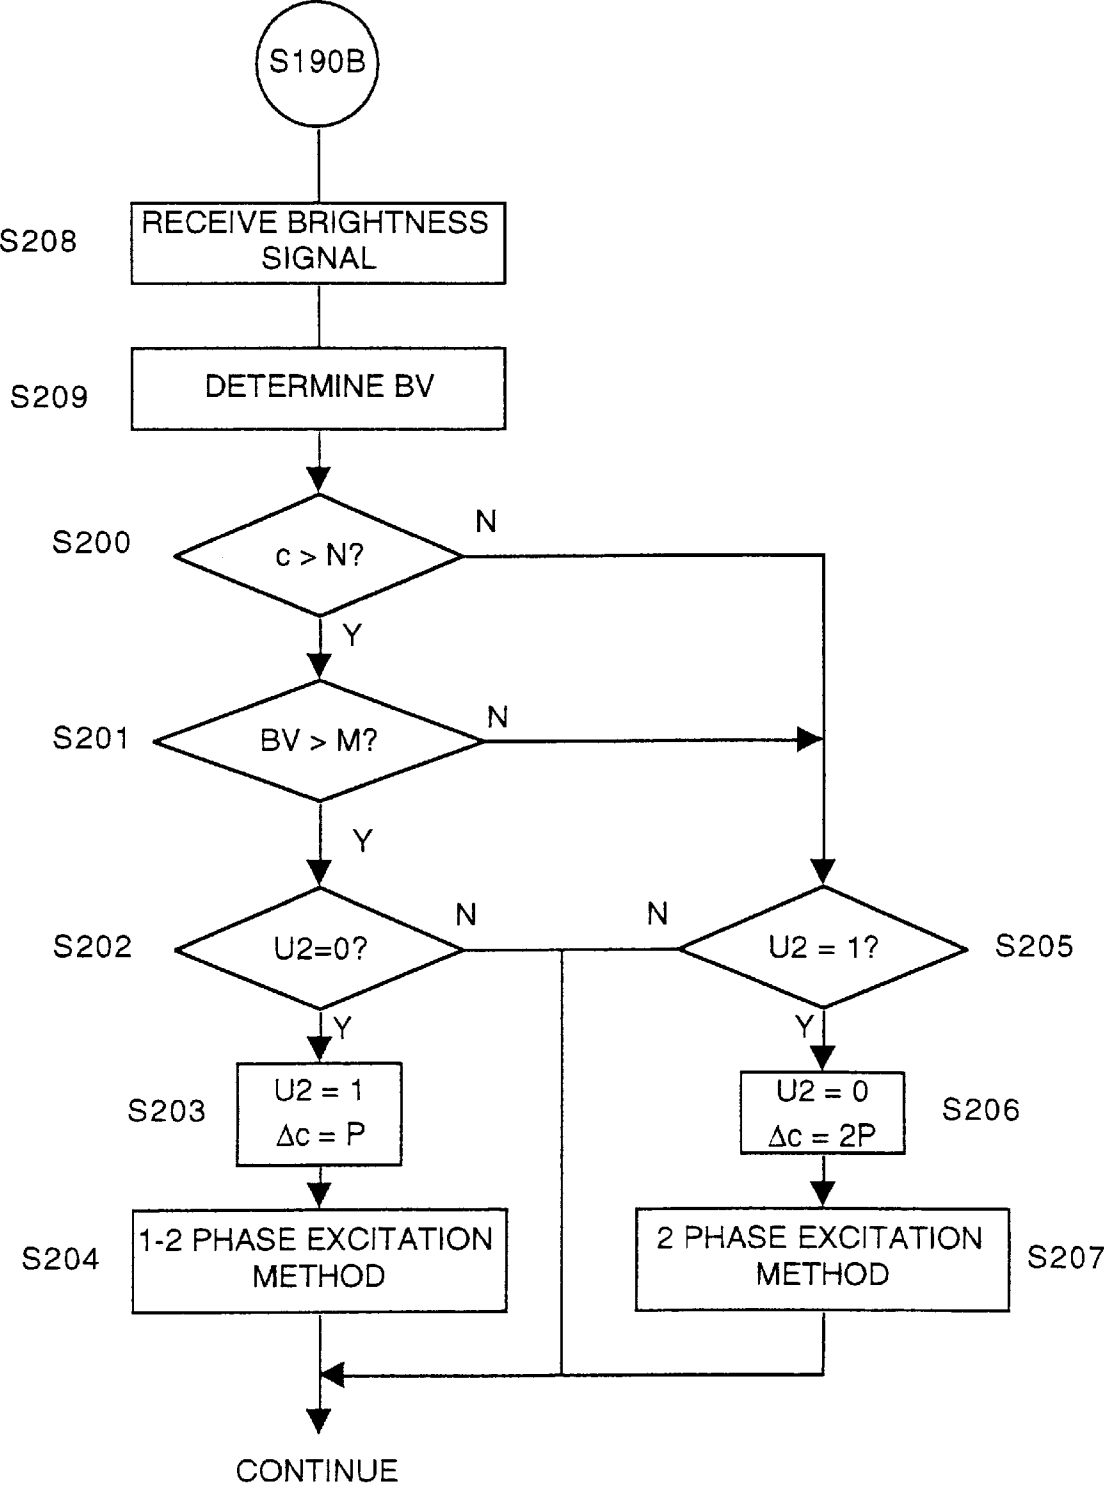 S190B
RECEIVE BRIGHTNESS
SIGNAL
S208
DETERMINE BV
S209
S200
c > N?
N
Y
S201
BV > M?
N
Y
S202
U2=0?
N
N
U2 = 1?
S205
Y
Y
S203
U2 = 1
Δc = P
U2 = 0
Δc = 2P
S206
S204
1-2 PHASE EXCITATION
METHOD
2 PHASE EXCITATION
METHOD
S207
CONTINUE